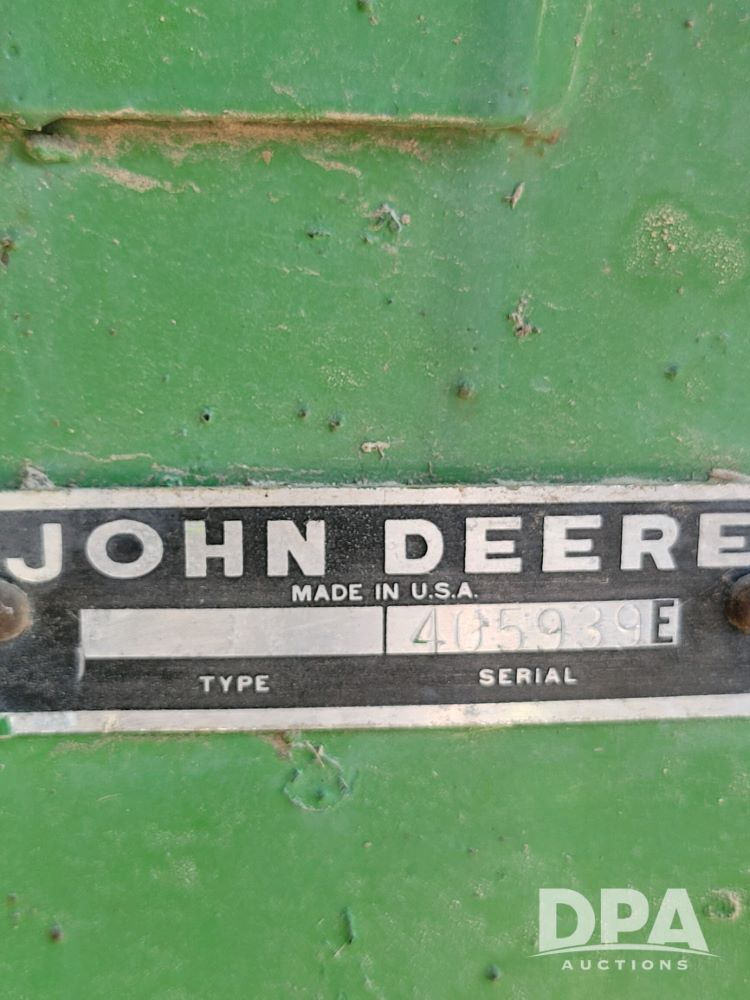 JOHN DEERE
MADE IN U.S.A.
405939E
TYPE SERIAL
DPA
AUCTIONS